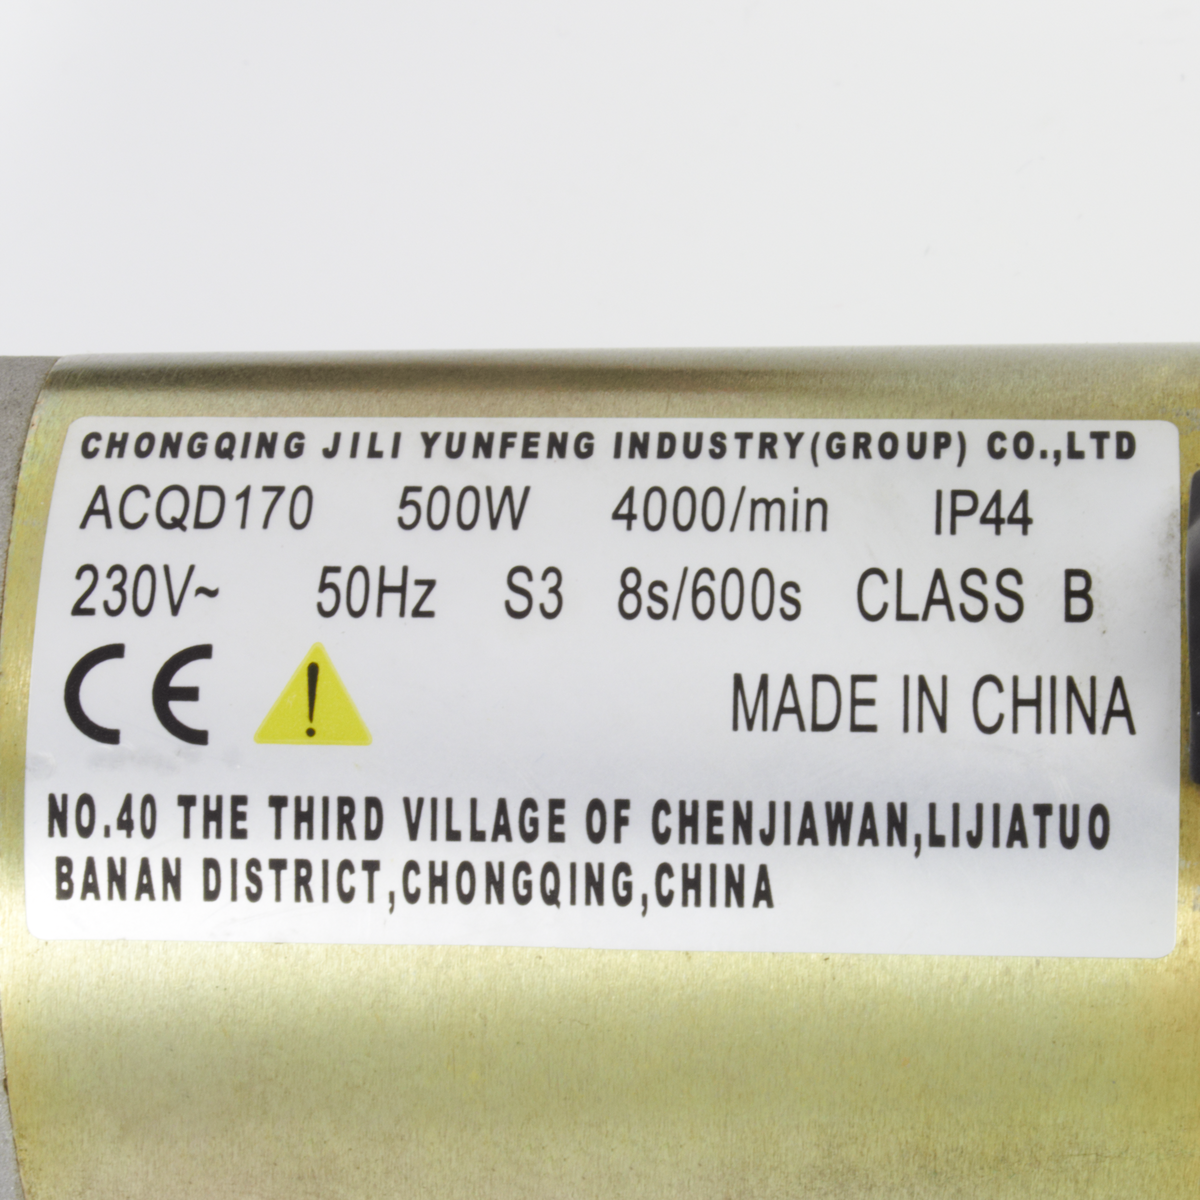 CHONGQING JILI YUNFENG INDUSTRY(GROUP) CO.,LTD
ACQD170 500W 4000/min IP44
230V~ 50Hz S3 8s/600s CLASS B
CE ! MADE IN CHINA
NO.40 THE THIRD VILLAGE OF CHENJIAWAN,LIJIATUO
BANAN DISTRICT,CHONGQING,CHINA